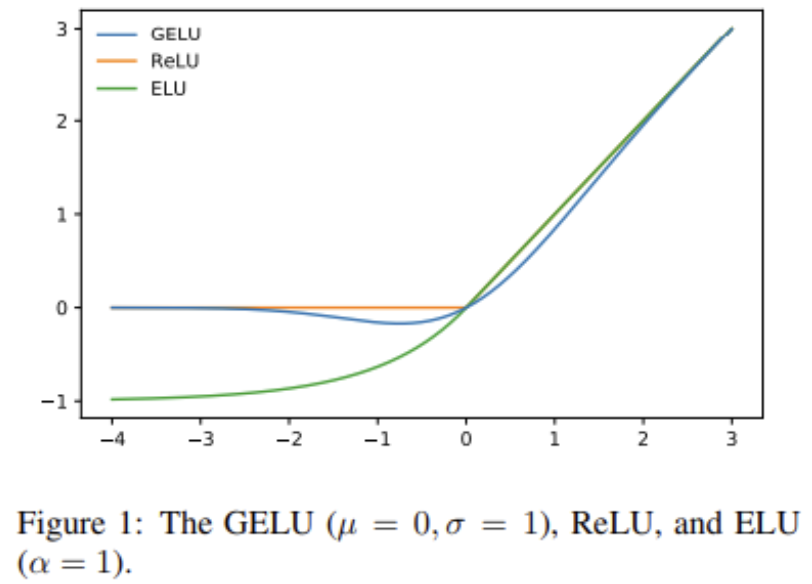 3
2
1
0
−1
GELU
ReLU
ELU
−4 −3 −2 −1 0 1 2 3
Figure 1: The GELU (μ = 0, σ = 1), ReLU, and ELU
(α = 1).